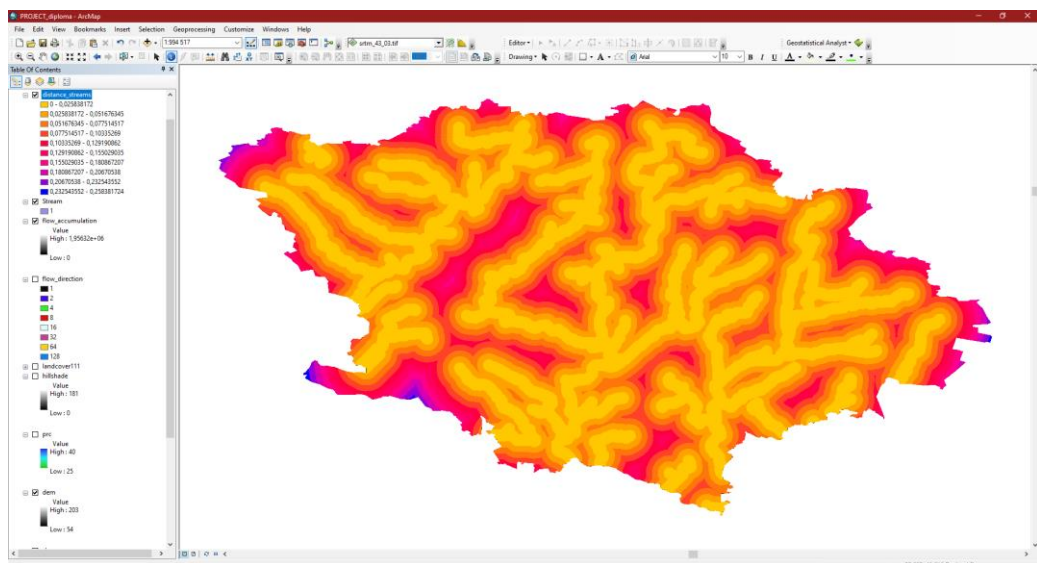 PROJECT_diploma - ArcMap
File Edit View Bookmarks Insert Selection Geoprocessing Customize Windows Help
1:994 517 srtm_43_03.tif Editor Geostatistical Analyst
Drawing A Arial 10 B I U A
Table Of Contents
distance_streams
0 - 0,025838172
0,025838172 - 0,051676345
0,051676345 - 0,077514517
0,077514517 - 0,10335269
0,10335269 - 0,129190862
0,129190862 - 0,155029035
0,155029035 - 0,180867207
0,180867207 - 0,20670538
0,20670538 - 0,232543552
0,232543552 - 0,258381724
Stream
1
flow_accumulation
Value
High : 1,95632e+06
Low : 0
flow_direction
1
2
4
8
16
32
64
128
landcover111
hillshade
Value
High : 181
Low : 0
prc
Value
High : 40
Low : 25
dem
Value
High : 203
Low : 54